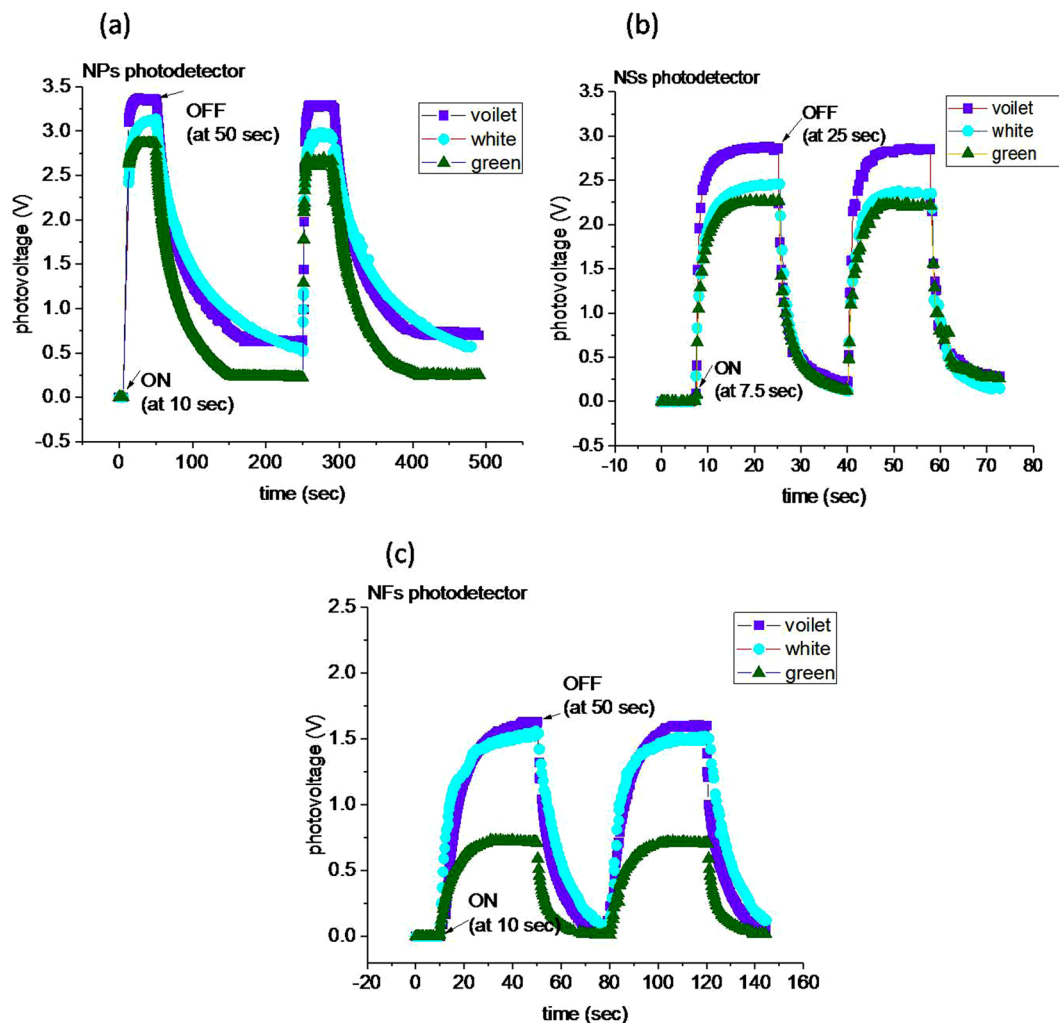 (a)
NPs photodetector
3.5
3.0
2.5
2.0
1.5
1.0
0.5
0.0
-0.5
photovoltage (V)
OFF
(at 50 sec)
voilet
white
green
ON
(at 10 sec)
0 100 200 300 400 500
time (sec)
(b)
NSs photodetector
3.5
3.0
2.5
2.0
1.5
1.0
0.5
0.0
-0.5
photovoltage (V)
OFF
(at 25 sec)
voilet
white
green
ON
(at 7.5 sec)
-10 0 10 20 30 40 50 60 70 80
time (sec)
(c)
NFs photodetector
2.5
2.0
1.5
1.0
0.5
0.0
photovoltage (V)
OFF
(at 50 sec)
voilet
white
green
ON
(at 10 sec)
-20 0 20 40 60 80 100 120 140 160
time (sec)